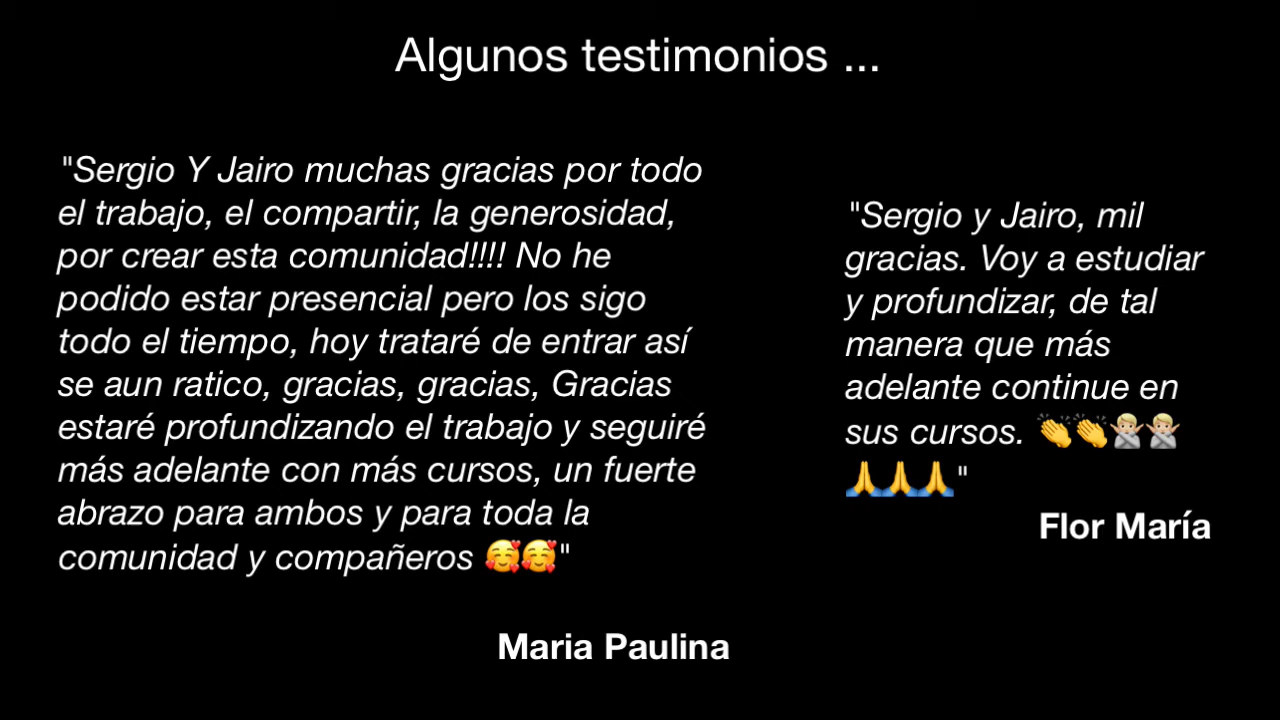 Algunos testimonios ...
"Sergio Y Jairo muchas gracias por todo
el trabajo, el compartir, la generosidad,
por crear esta comunidad!!!! No he
podido estar presencial pero los sigo
todo el tiempo, hoy trataré de entrar así
se aun ratico, gracias, gracias, Gracias
estaré profundizando el trabajo y seguiré
más adelante con más cursos, un fuerte
abrazo para ambos y para toda la
comunidad y compañeros 🥰🥰"
Maria Paulina
"Sergio y Jairo, mil
gracias. Voy a estudiar
y profundizar, de tal
manera que más
adelante continue en
sus cursos. 👏👏🙅🏼🙅🏼
🙏🙏🙏"
Flor María